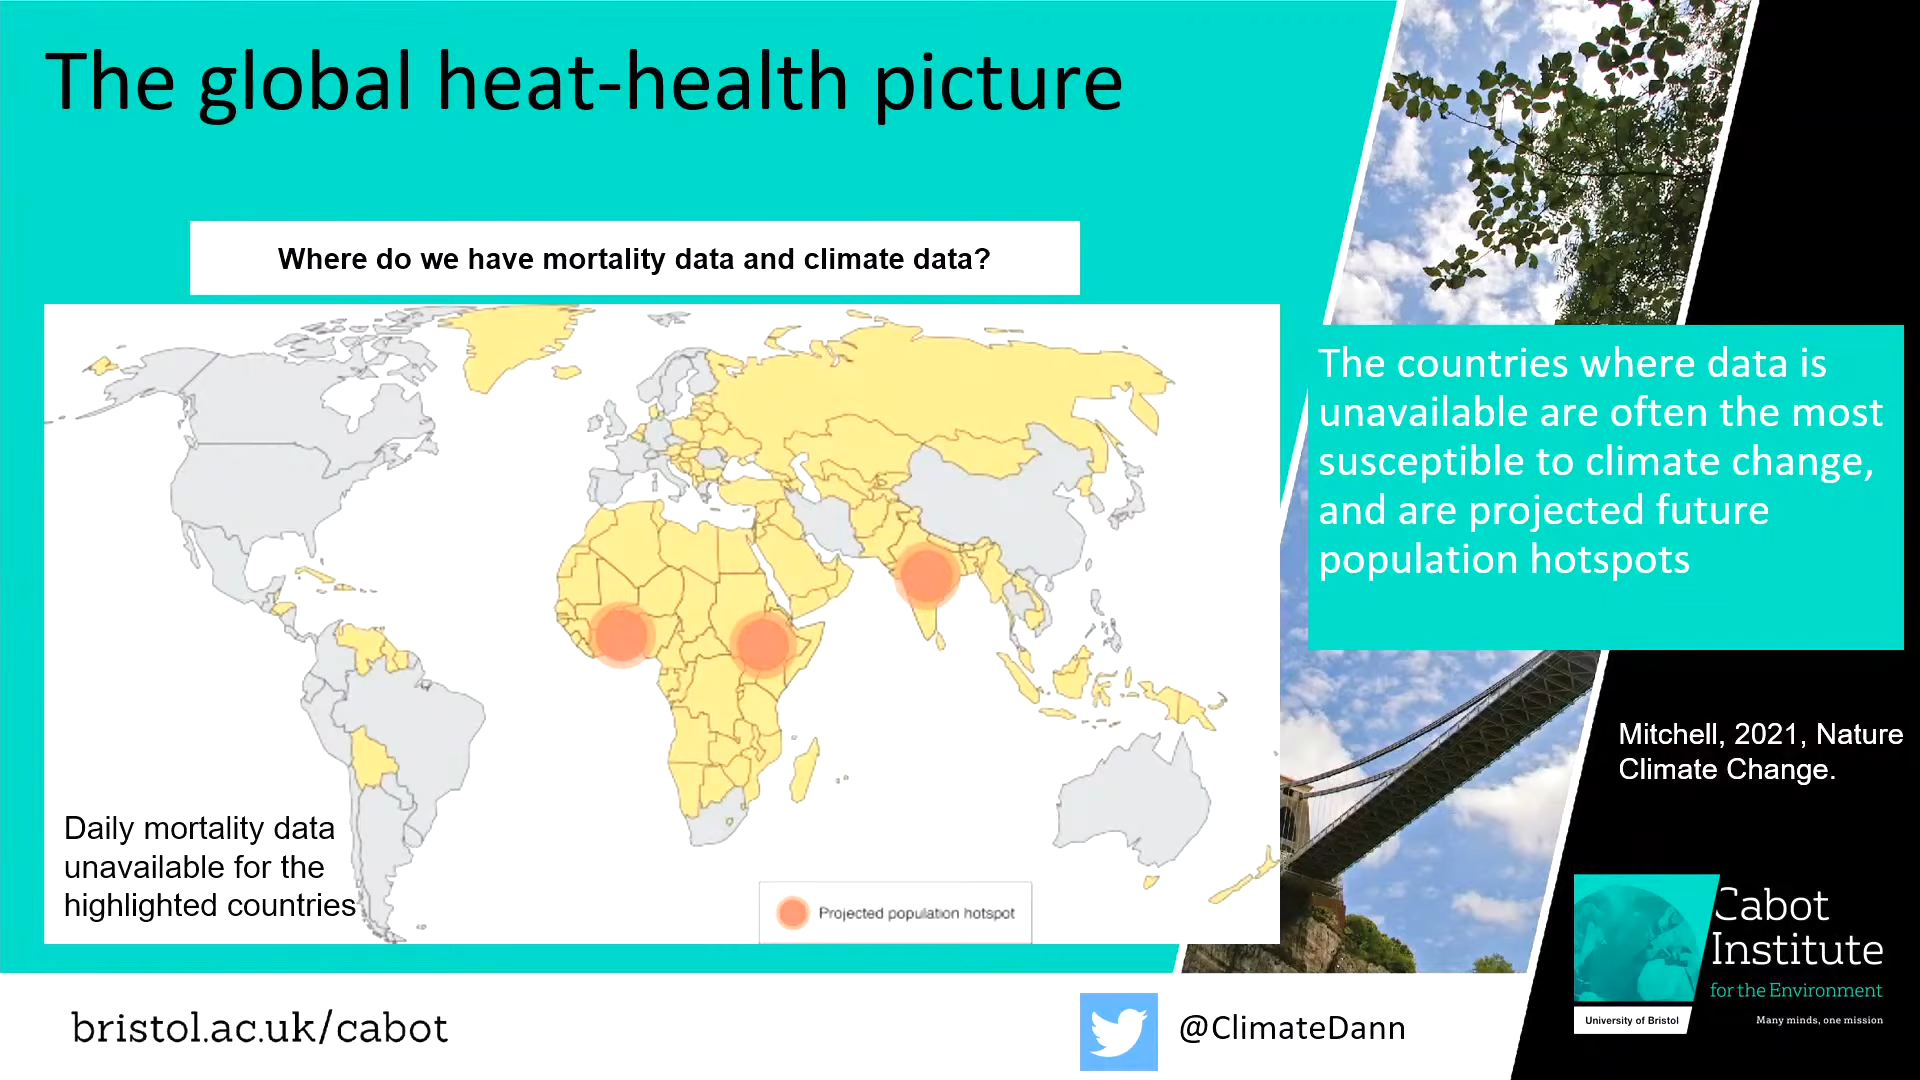 The global heat-health picture
Where do we have mortality data and climate data?
The countries where data is
unavailable are often the most
susceptible to climate change,
and are projected future
population hotspots
Mitchell, 2021, Nature
Climate Change.
Daily mortality data
unavailable for the
highlighted countries
Projected population hotspot
Cabot
Institute
for the Environment
University of Bristol
Many minds, one mission
bristol.ac.uk/cabot
@ClimateDann